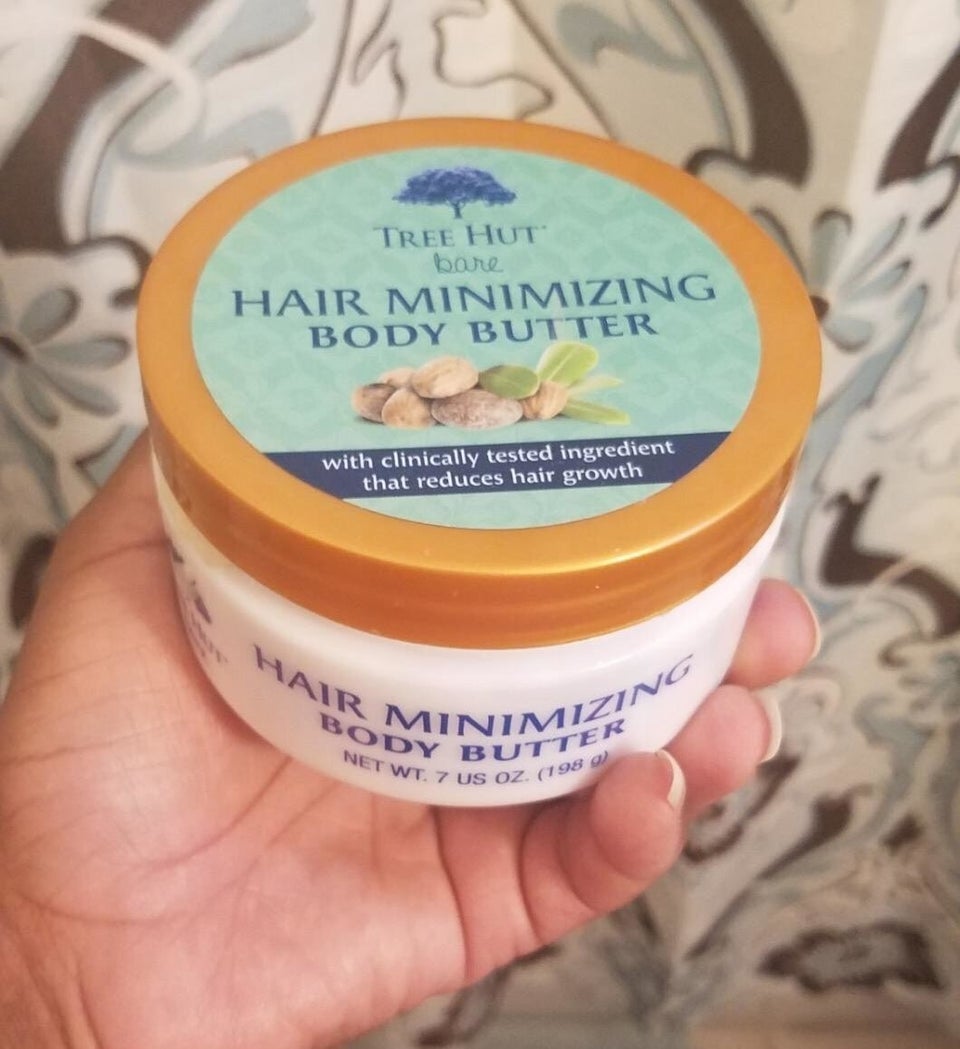 TREE HUT
bare
HAIR MINIMIZING
BODY BUTTER
with clinically tested ingredient
that reduces hair growth
HUT
HAIR MINIMIZING
BODY BUTTER
NET WT. 7 US OZ. (198 g)